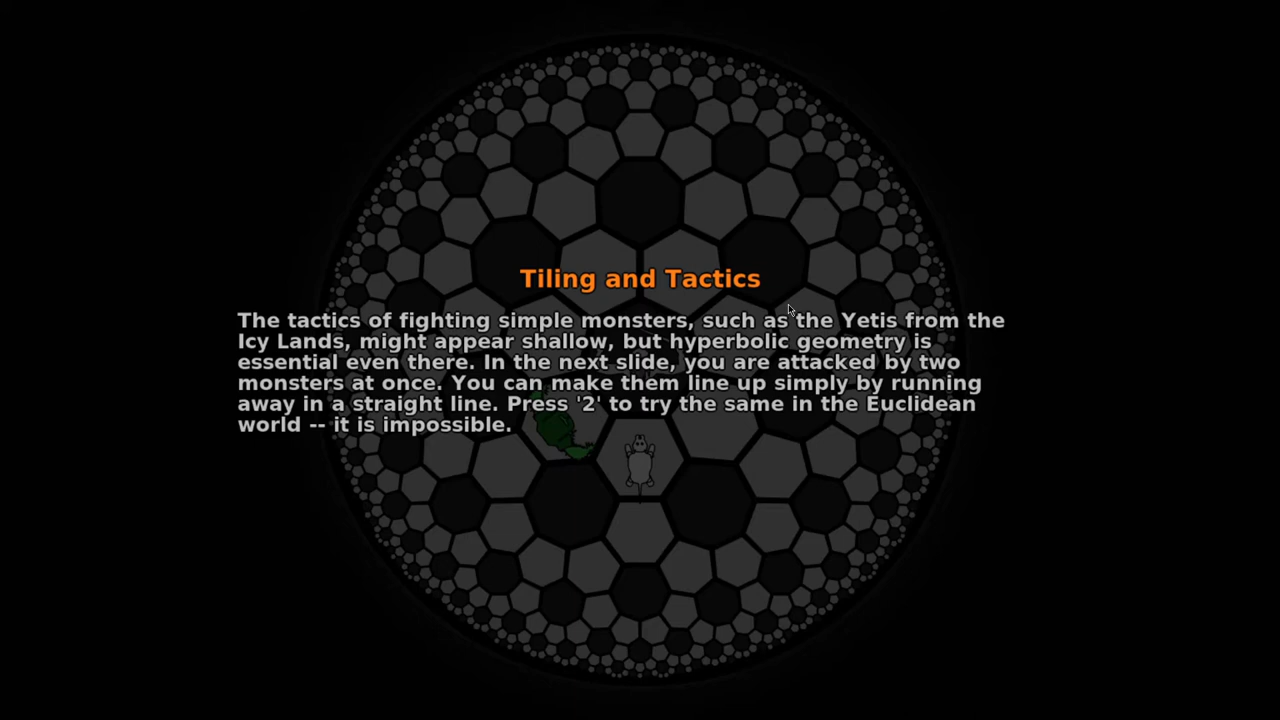 Tiling and Tactics
The tactics of fighting simple monsters, such as the Yetis from the
Icy Lands, might appear shallow, but hyperbolic geometry is
essential even there. In the next slide, you are attacked by two
monsters at once. You can make them line up simply by running
away in a straight line. Press '2' to try the same in the Euclidean
world -- it is impossible.